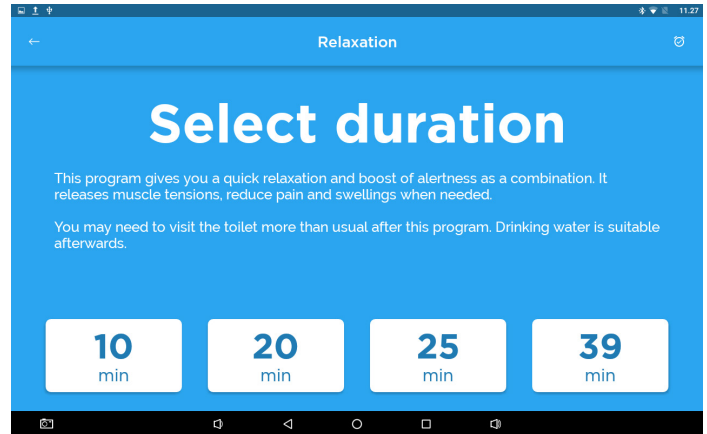 11.27
Relaxation
Select duration
This program gives you a quick relaxation and boost of alertness as a combination. It
releases muscle tensions, reduce pain and swellings when needed.
You may need to visit the toilet more than usual after this program. Drinking water is suitable
afterwards.
10
min
20
min
25
min
39
min